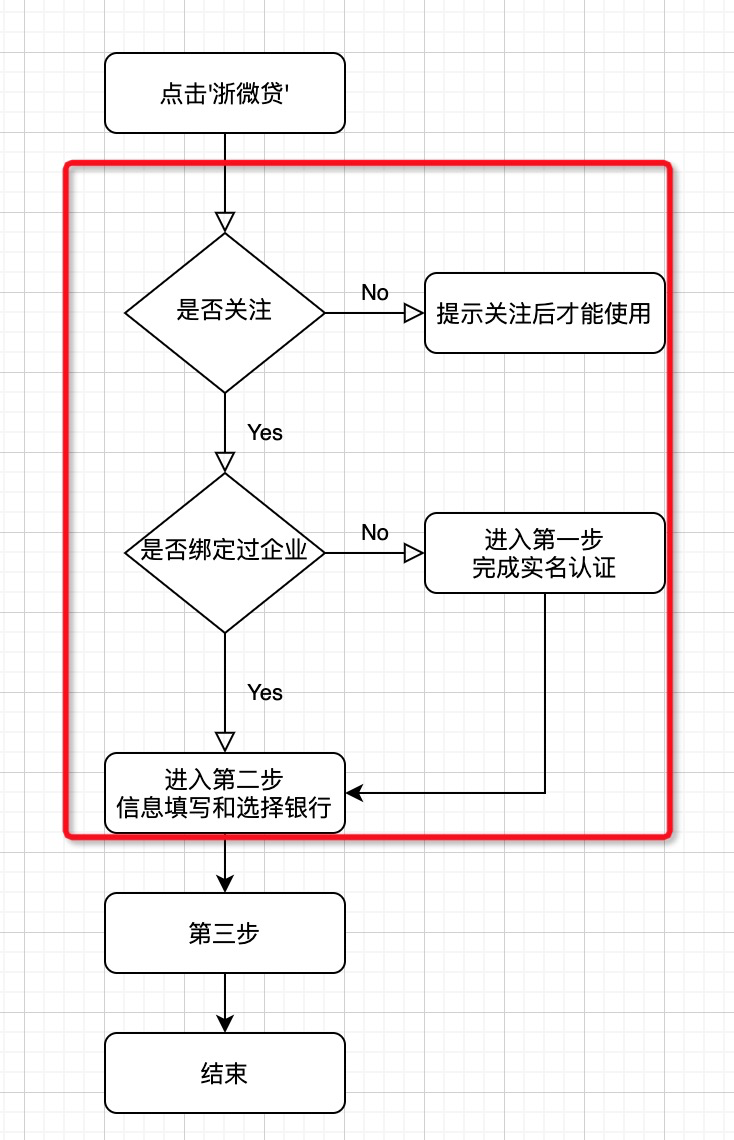 点击'浙微贷'
是否关注
No
提示关注后才能使用
Yes
是否绑定过企业
No
进入第一步
完成实名认证
Yes
进入第二步
信息填写和选择银行
第三步
结束